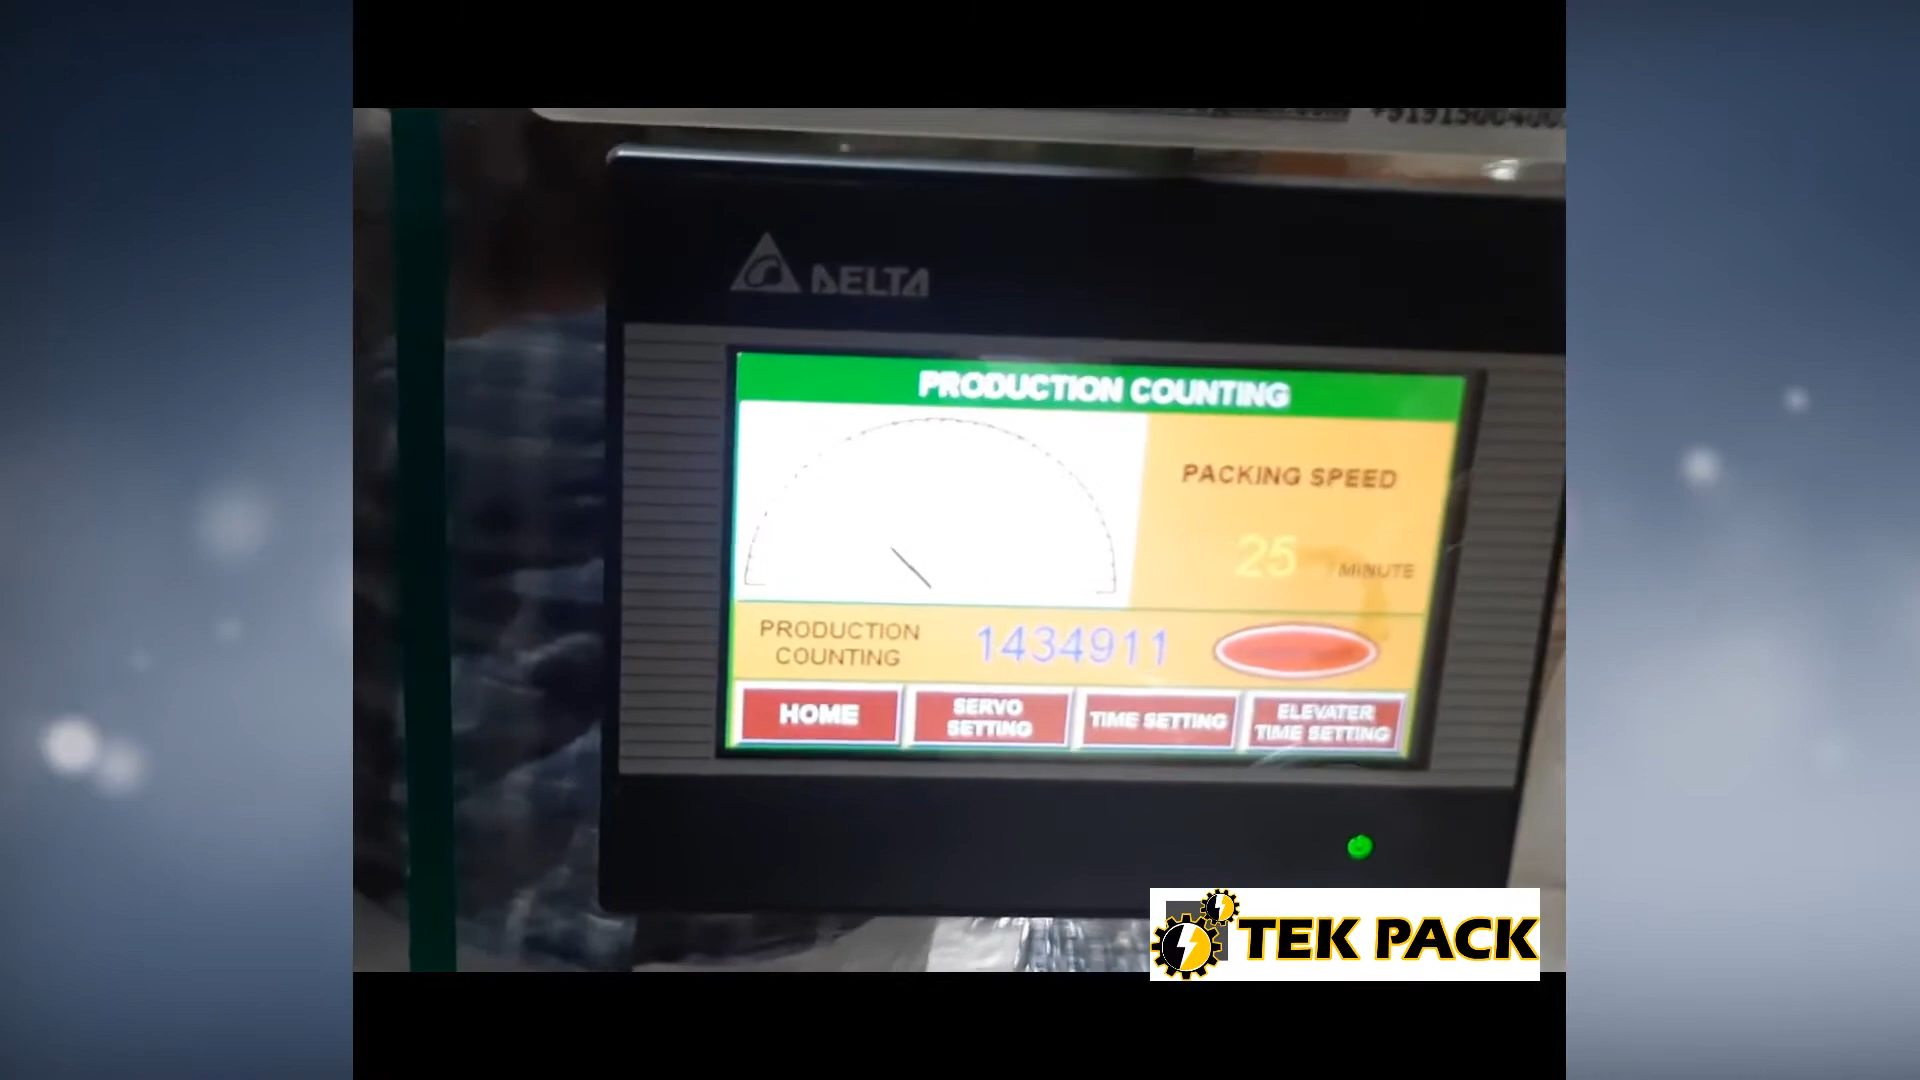 DELTA
PRODUCTION COUNTING
PACKING SPEED
25 / MINUTE
PRODUCTION
COUNTING
1434911
HOME
SERVO
SETTING
TIME SETTING
ELEVATER
TIME SETTING
TEK PACK